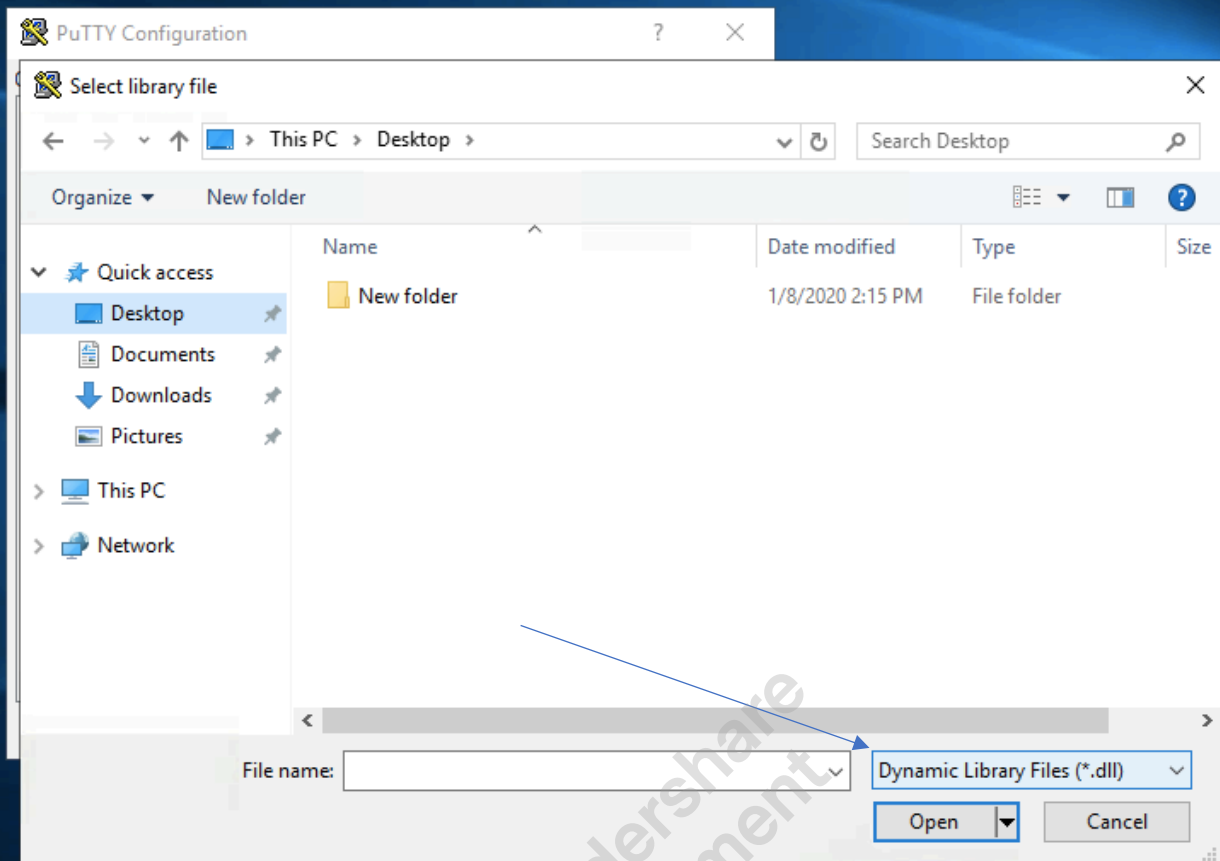 PuTTY Configuration
Select library file
This PC > Desktop >
Search Desktop
Organize New folder
Name Date modified Type Size
Quick access
New folder 1/8/2020 2:15 PM File folder
Desktop
Documents
Downloads
Pictures
This PC
Network
File name: Dynamic Library Files (*.dll)
Open Cancel